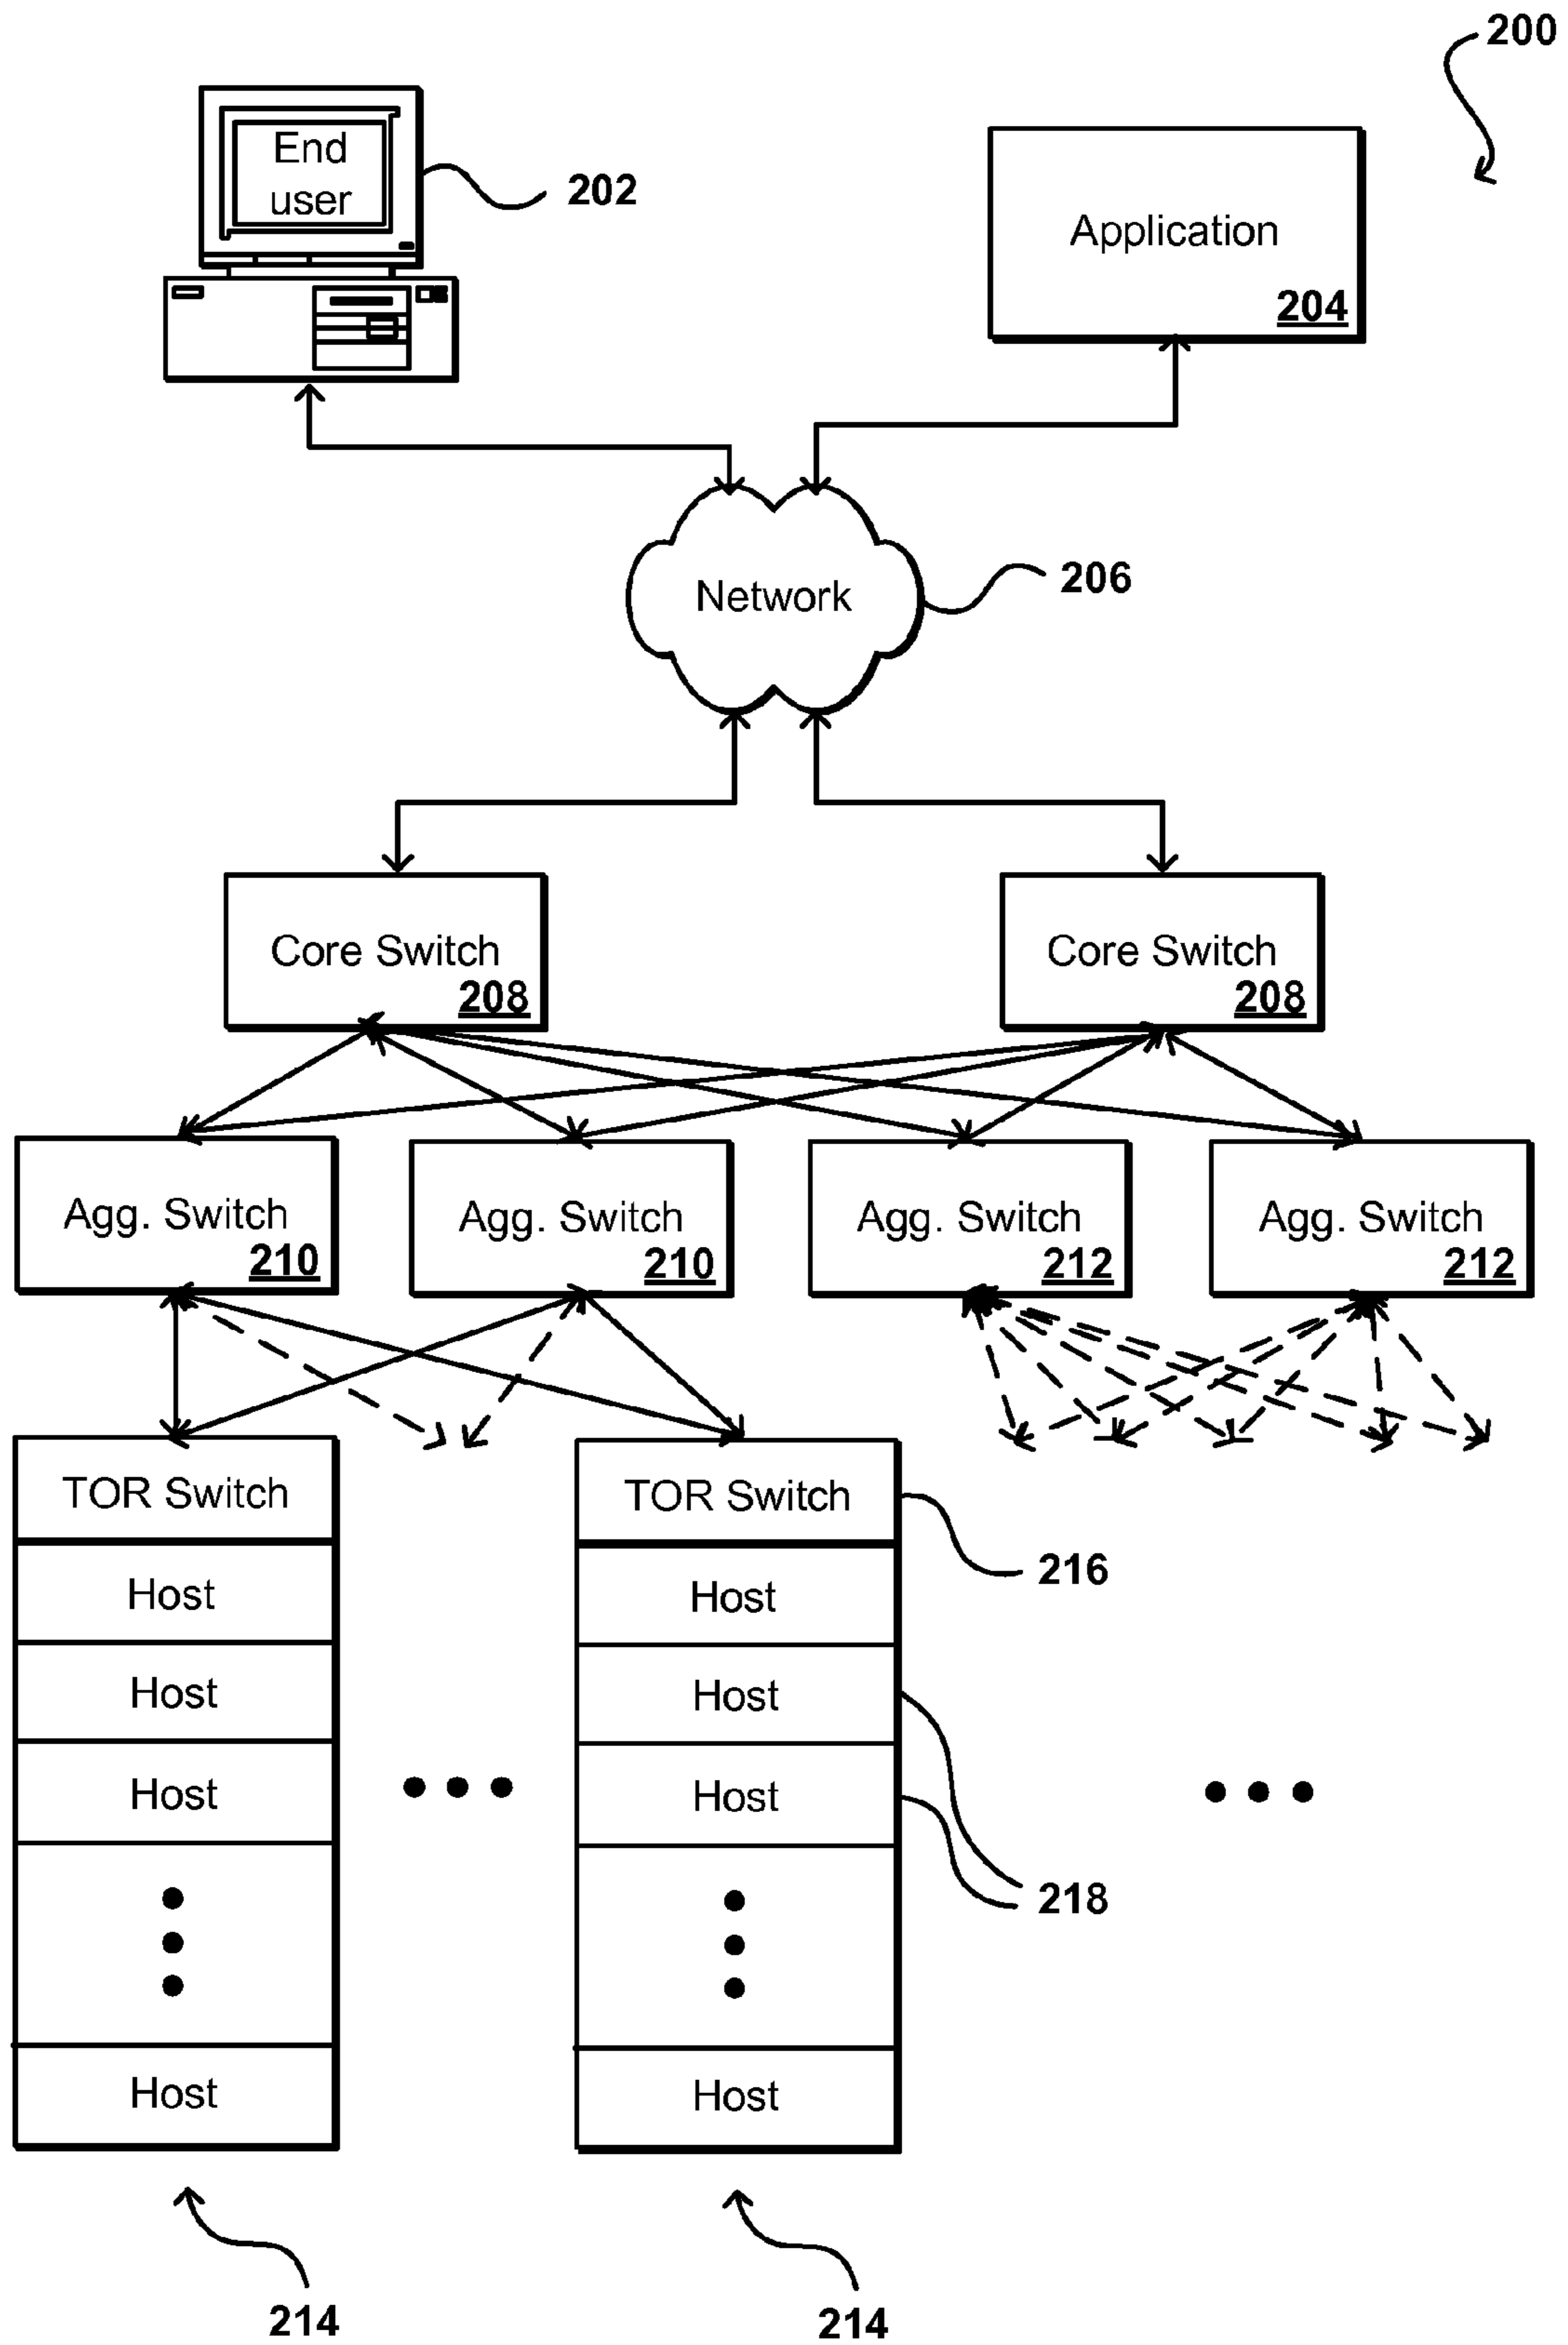 200
End
user
202
Application
204
Network
206
Core Switch
208
Core Switch
208
Agg. Switch
210
Agg. Switch
210
Agg. Switch
212
Agg. Switch
212
TOR Switch
Host
Host
Host
Host
TOR Switch
216
Host
Host
Host
218
Host
214
214